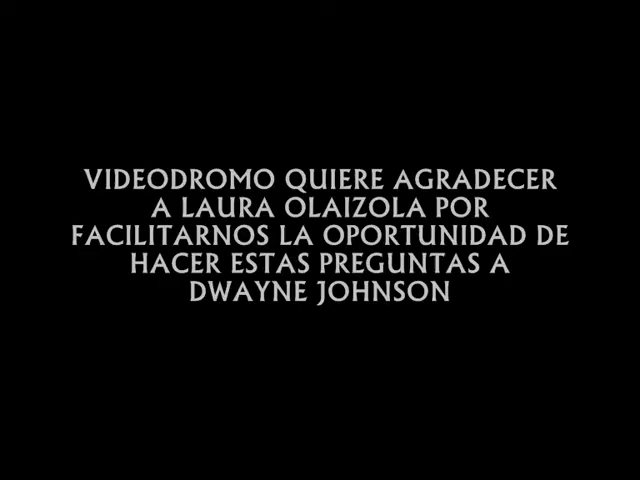 VIDEODROMO QUIERE AGRADECER
A LAURA OLAIZOLA POR
FACILITARNOS LA OPORTUNIDAD DE
HACER ESTAS PREGUNTAS A
DWAYNE JOHNSON